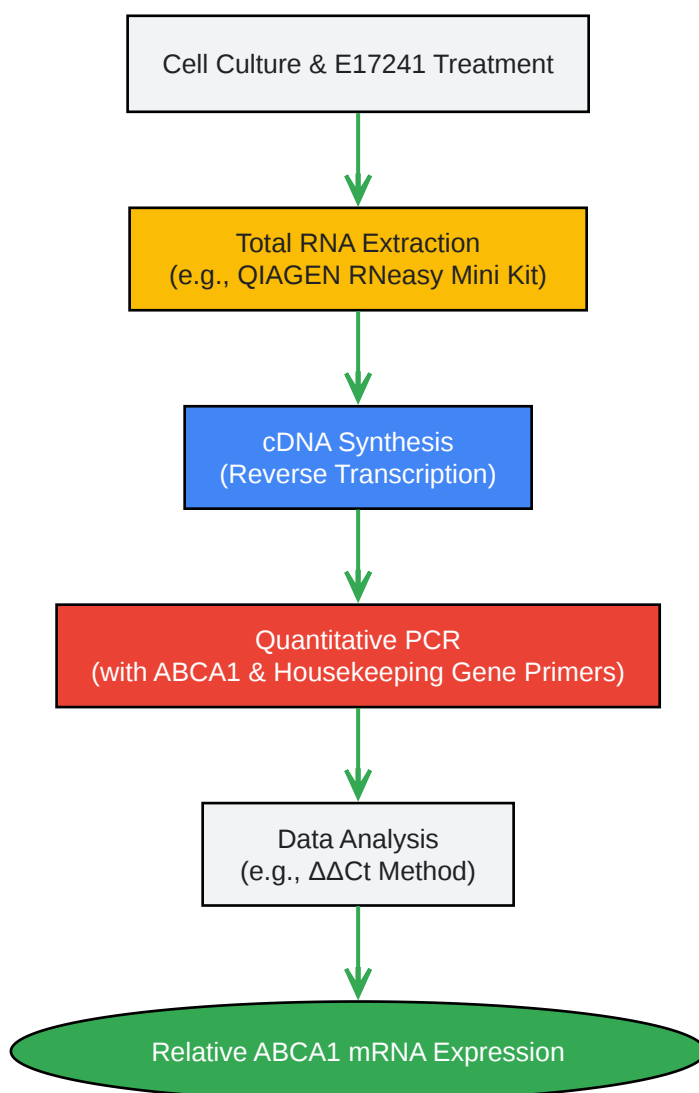 Cell Culture & E17241 Treatment
Total RNA Extraction
(e.g., QIAGEN RNeasy Mini Kit)
cDNA Synthesis
(Reverse Transcription)
Quantitative PCR
(with ABCA1 & Housekeeping Gene Primers)
Data Analysis
(e.g., ΔΔCt Method)
Relative ABCA1 mRNA Expression